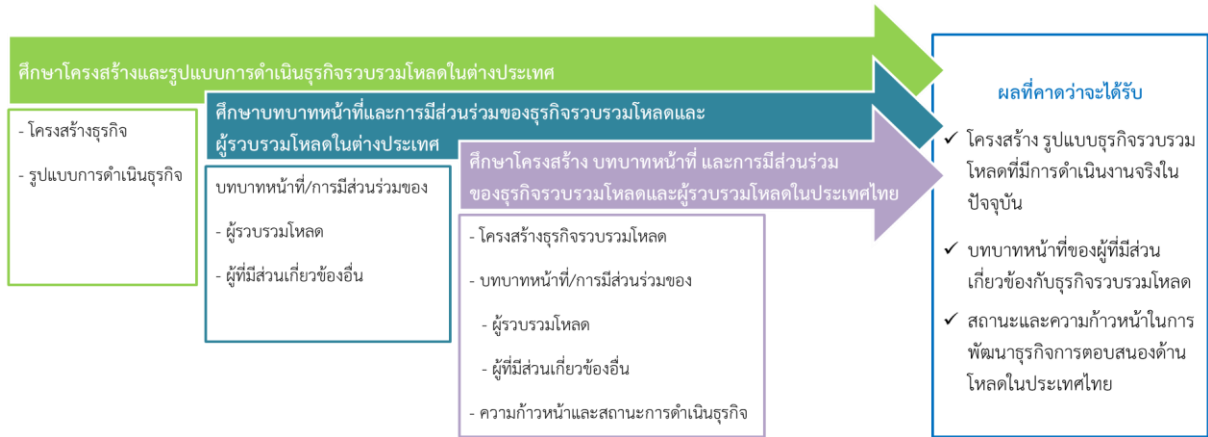 ศึกษาโครงสร้างและรูปแบบการดำเนินธุรกิจรวบรวมโหลดในต่างประเทศ
- โครงสร้างธุรกิจ
- รูปแบบการดำเนินธุรกิจ
ศึกษาบทบาทหน้าที่และการมีส่วนร่วมของธุรกิจรวบรวมโหลดและ
ผู้รวบรวมโหลดในต่างประเทศ
บทบาทหน้าที่/การมีส่วนร่วมของ
- ผู้รวบรวมโหลด
- ผู้ที่มีส่วนเกี่ยวข้องอื่น
ศึกษาโครงสร้าง บทบาทหน้าที่ และการมีส่วนร่วม
ของธุรกิจรวบรวมโหลดและผู้รวบรวมโหลดในประเทศไทย
- โครงสร้างธุรกิจรวบรวมโหลด
- บทบาทหน้าที่/การมีส่วนร่วมของ
- ผู้รวบรวมโหลด
- ผู้ที่มีส่วนเกี่ยวข้องอื่น
- ความก้าวหน้าและสถานะการดำเนินธุรกิจ
ผลที่คาดว่าจะได้รับ
✓ โครงสร้าง รูปแบบธุรกิจรวบรวม
โหลดที่มีการดำเนินงานจริงใน
ปัจจุบัน
✓ บทบาทหน้าที่ของผู้ที่มีส่วน
เกี่ยวข้องกับธุรกิจรวบรวมโหลด
✓ สถานะและความก้าวหน้าในการ
พัฒนาธุรกิจการตอบสนองด้าน
โหลดในประเทศไทย